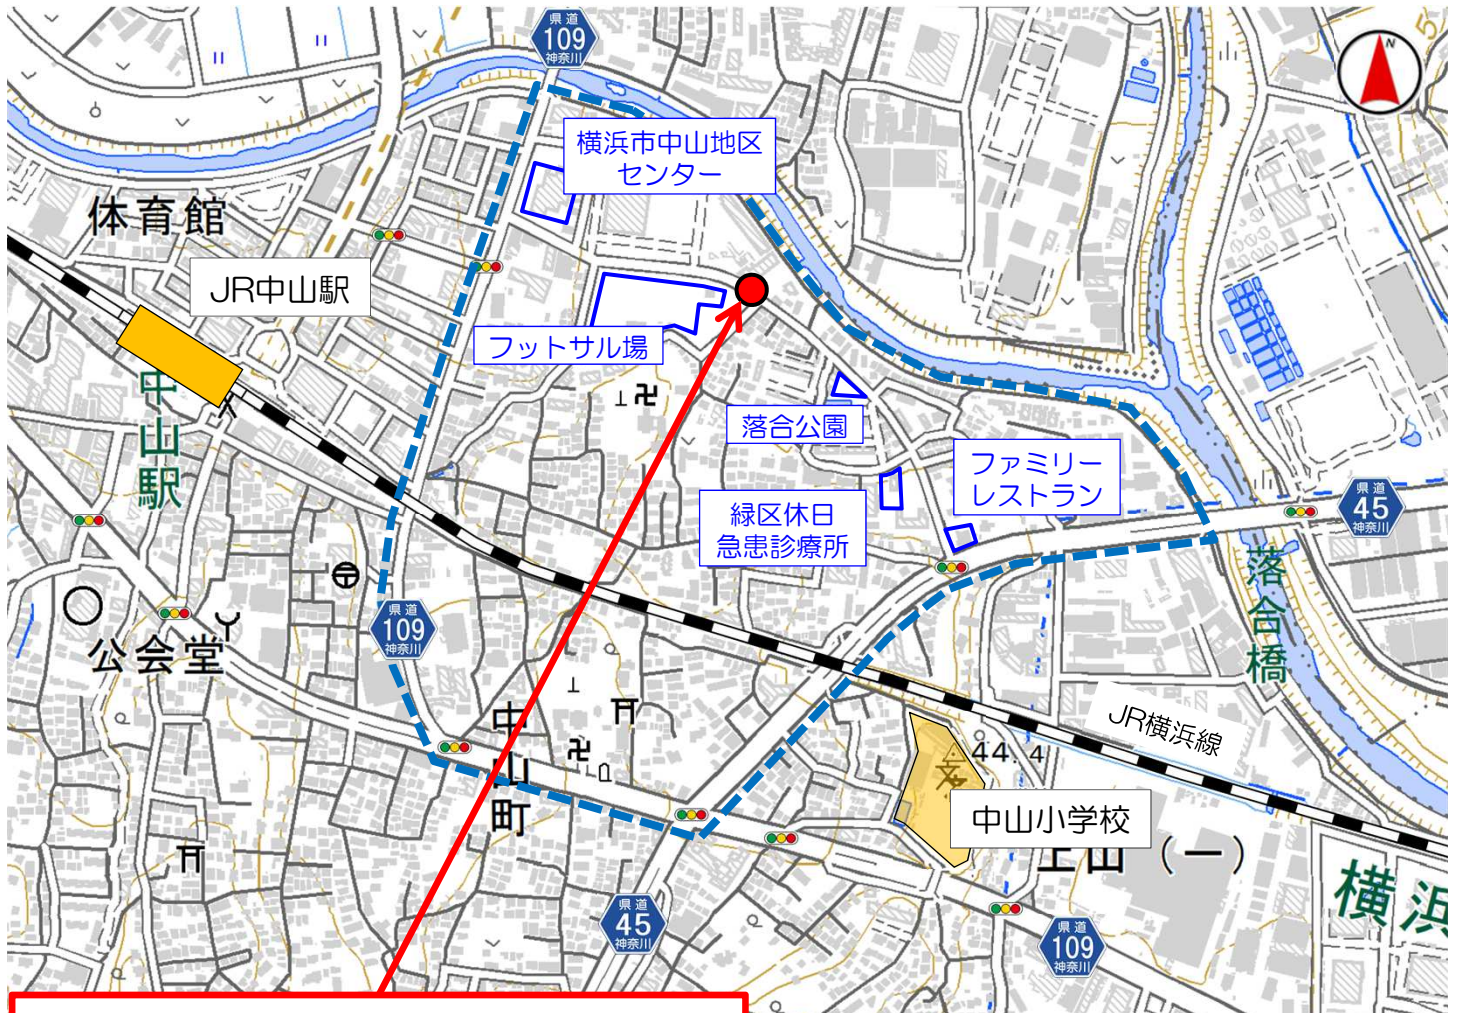 県道
109
神奈川
N
横浜市中山地区
センター
体育館
JR中山駅
フットサル場
中山駅
落合公園
ファミリー
レストラン
緑区休日
急患診療所
県道
45
神奈川
落合橋
県道
109
神奈川
公会堂
中山町
JR横浜線
44.4
中山小学校
上山(一)
横浜
県道
45
神奈川
県道
109
神奈川